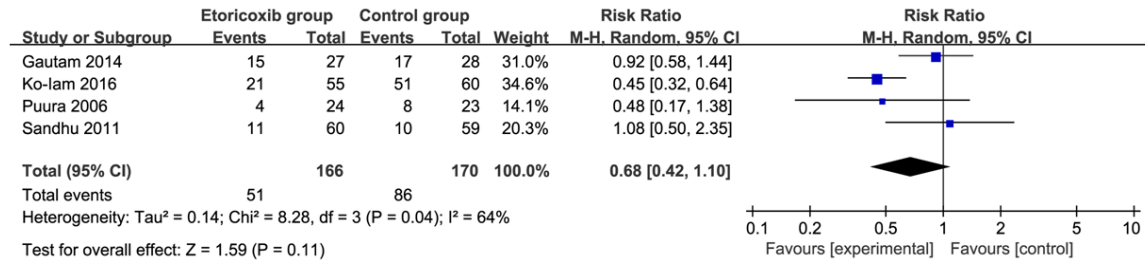 Etoricoxib group Control group Risk Ratio Risk Ratio
Study or Subgroup Events Total Events Total Weight M-H, Random, 95% CI M-H, Random, 95% CI
Gautam 2014 15 27 17 28 31.0% 0.92 [0.58, 1.44]
Ko-Iam 2016 21 55 51 60 34.6% 0.45 [0.32, 0.64]
Puura 2006 4 24 8 23 14.1% 0.48 [0.17, 1.38]
Sandhu 2011 11 60 10 59 20.3% 1.08 [0.50, 2.35]
Total (95% CI) 166 170 100.0% 0.68 [0.42, 1.10]
Total events 51 86
Heterogeneity: Tau² = 0.14; Chi² = 8.28, df = 3 (P = 0.04); I² = 64%
Test for overall effect: Z = 1.59 (P = 0.11)
0.1 0.2 0.5 1 2 5 10
Favours [experimental] Favours [control]